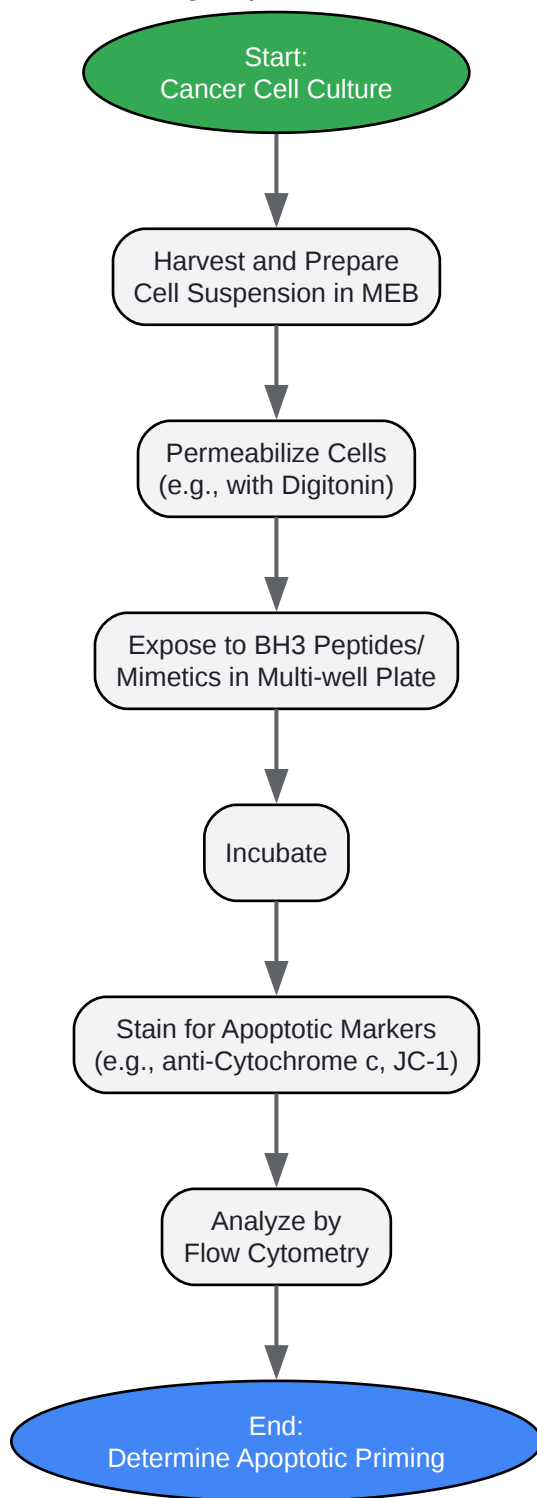 Start:
Cancer Cell Culture
Harvest and Prepare
Cell Suspension in MEB
Permeabilize Cells
(e.g., with Digitonin)
Expose to BH3 Peptides/
Mimetics in Multi-well Plate
Incubate
Stain for Apoptotic Markers
(e.g., anti-Cytochrome c, JC-1)
Analyze by
Flow Cytometry
End:
Determine Apoptotic Priming